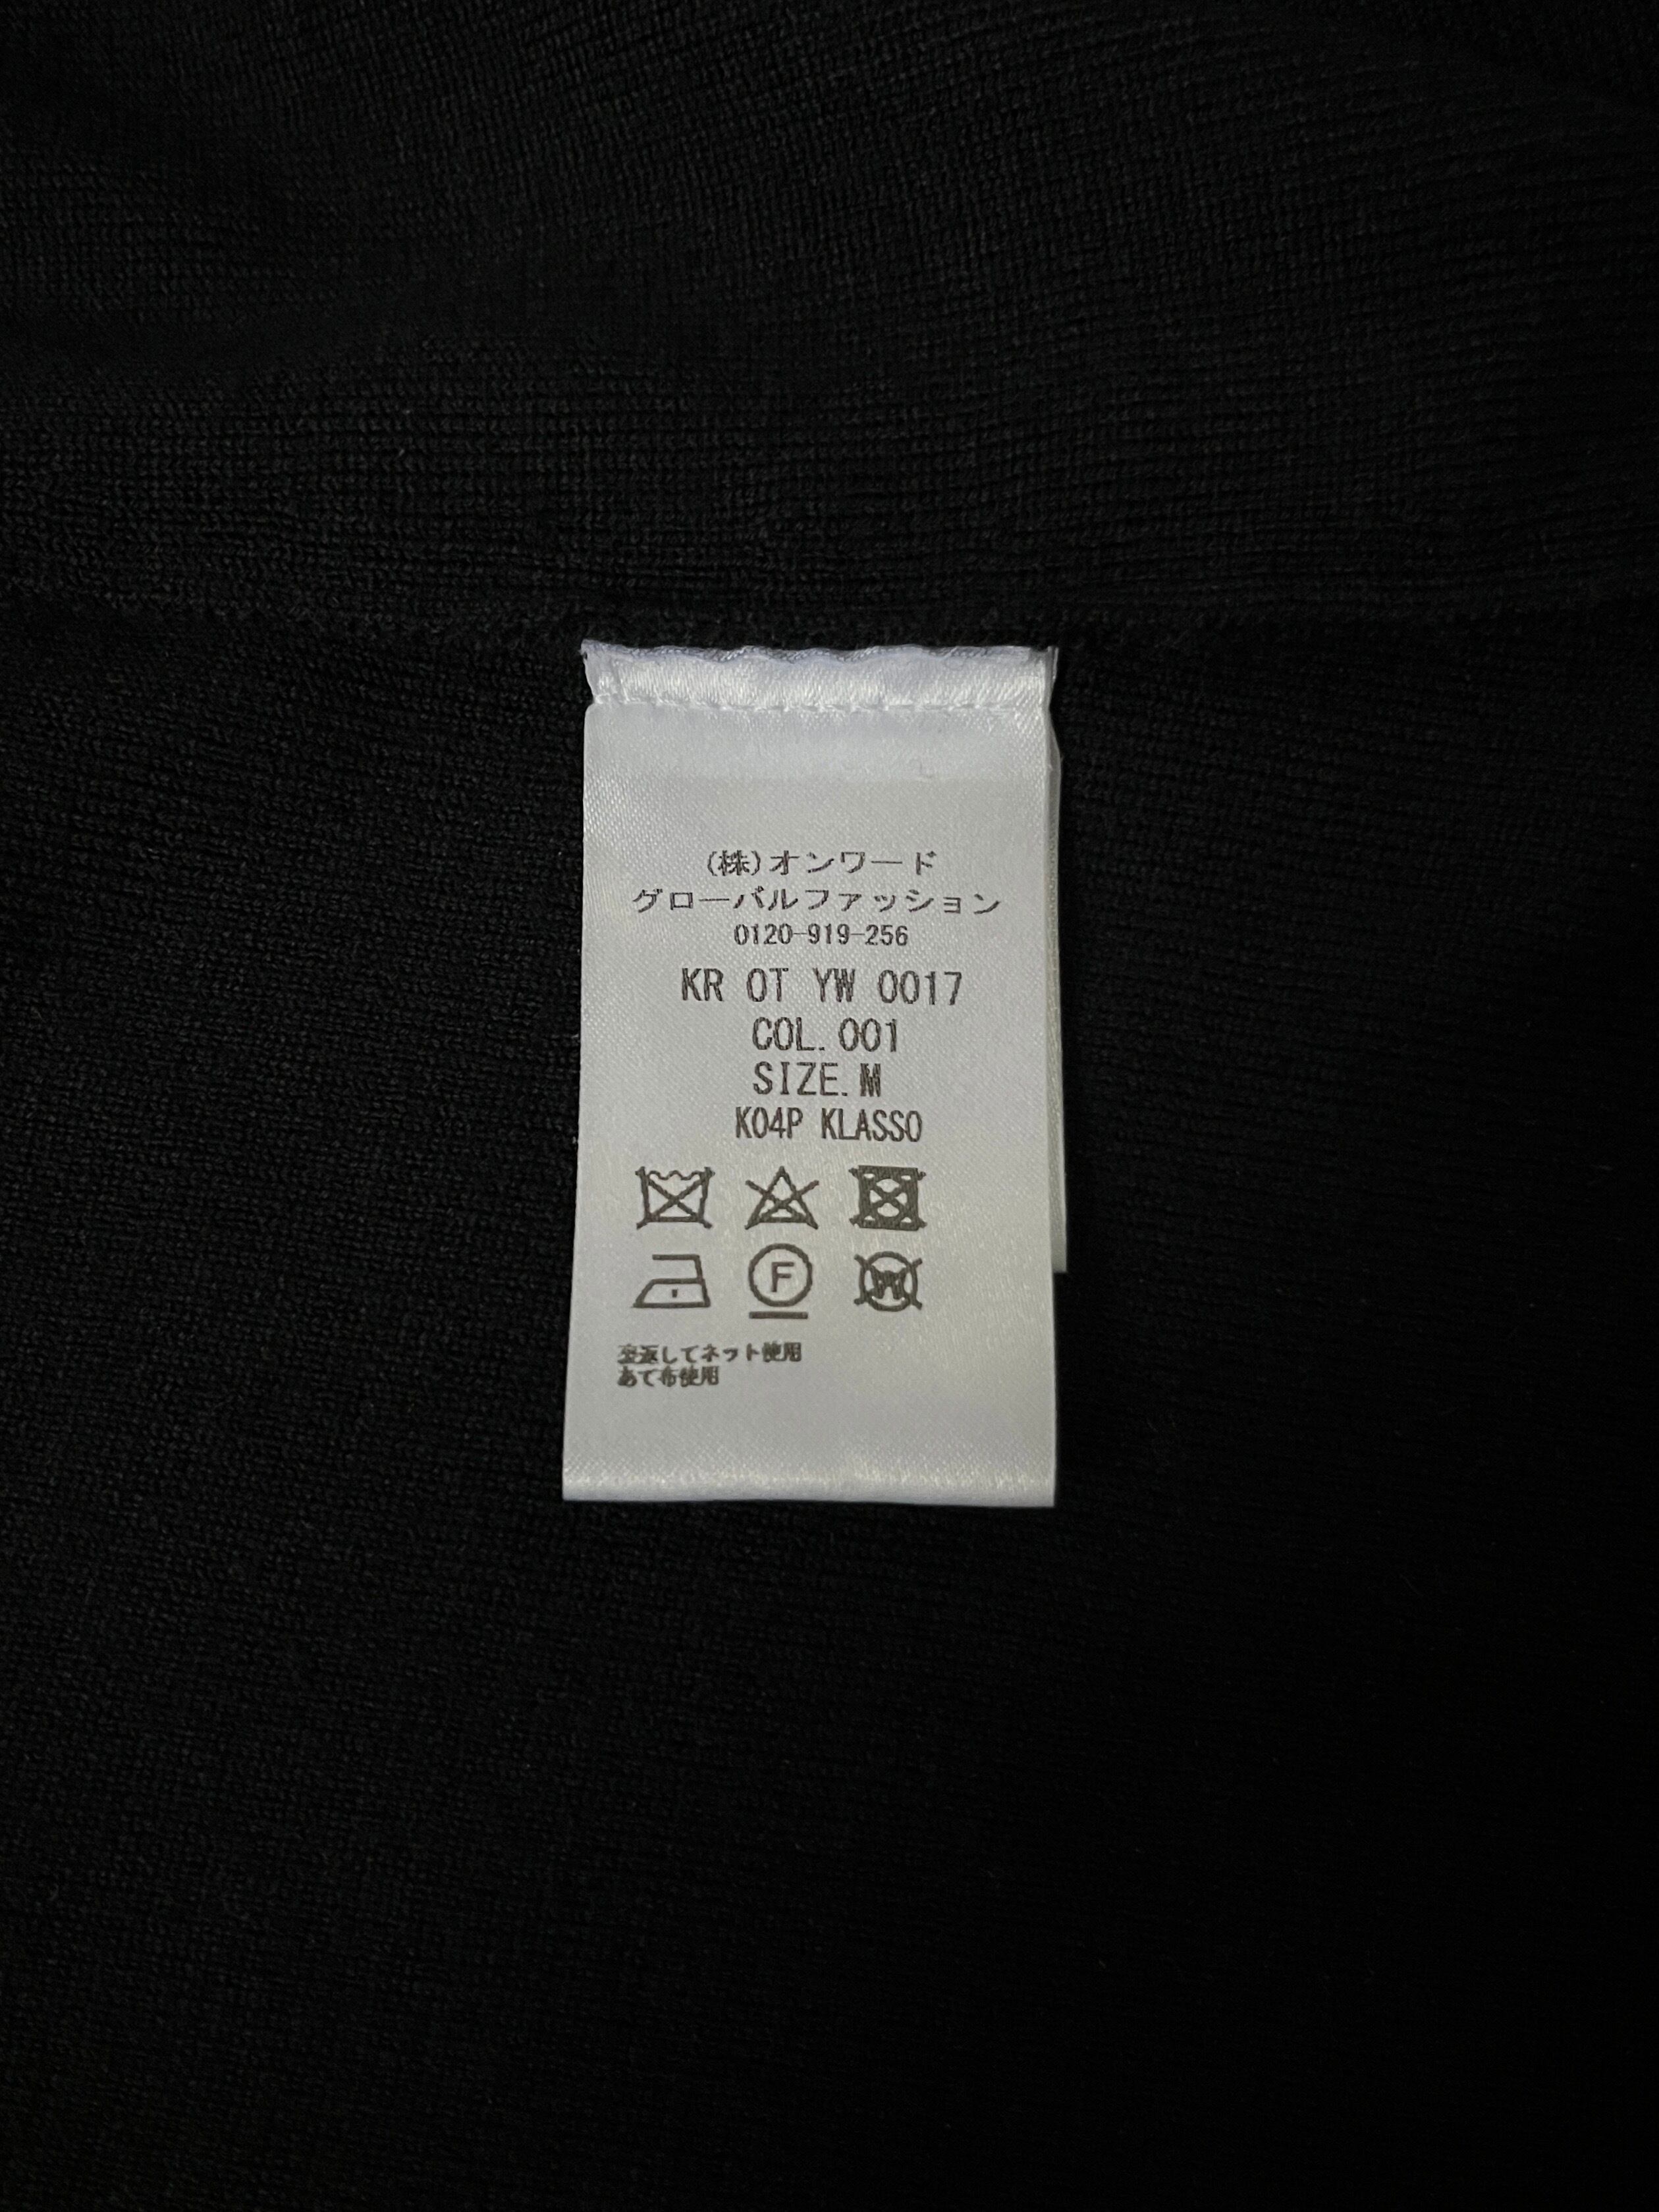 (株)オンワード
グローバルファッション
0120-919-256
KR OT YW 0017
COL.001
SIZE.M
K04P KLASSO
F
W
裏返してネット使用
あて布使用